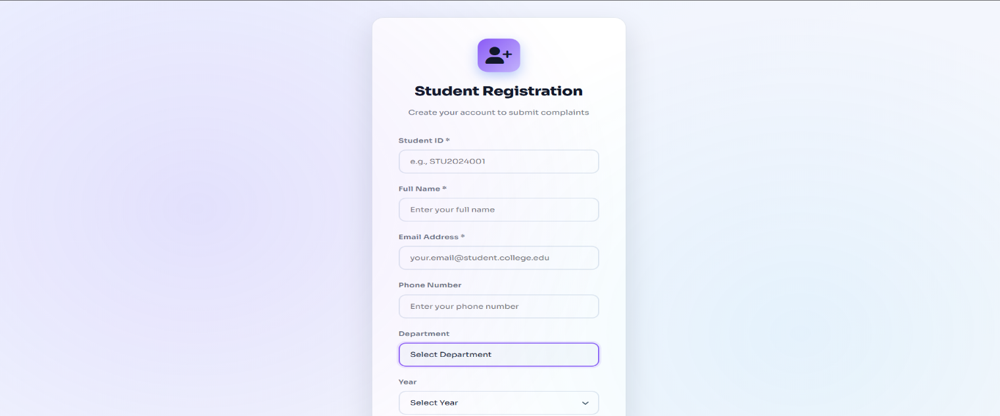 Student Registration
Create your account to submit complaints
Student ID *
e.g., STU2024001
Full Name *
Enter your full name
Email Address *
your.email@student.college.edu
Phone Number
Enter your phone number
Department
Select Department
Year
Select Year